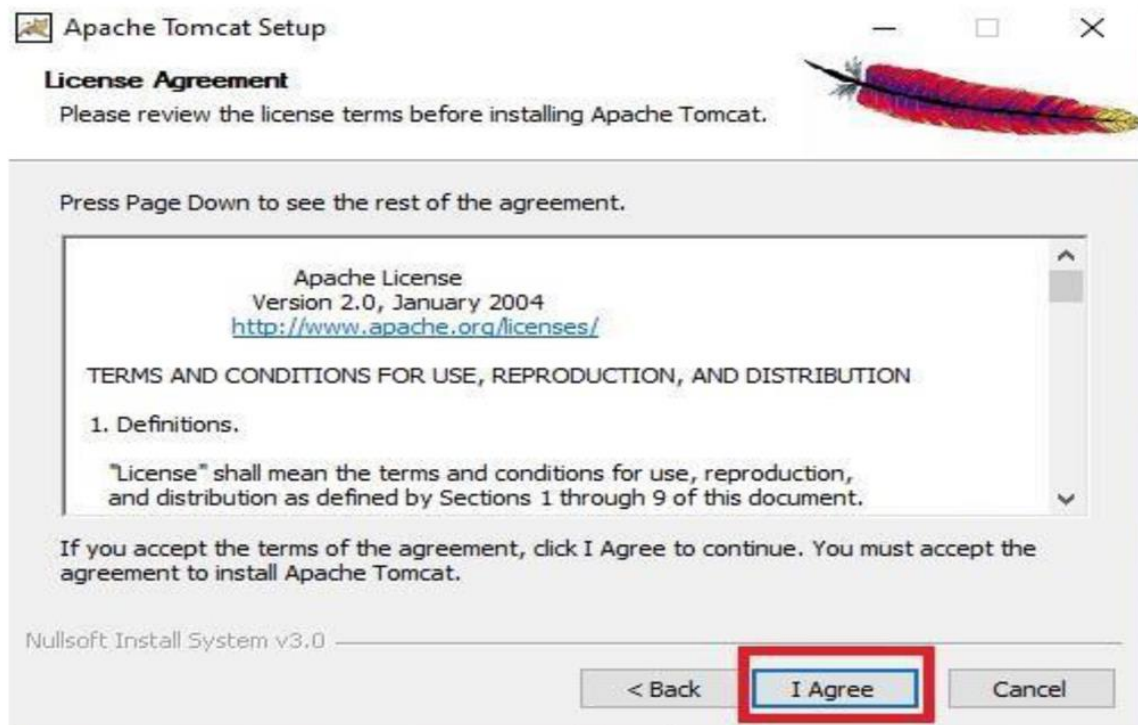 Apache Tomcat Setup
License Agreement
Please review the license terms before installing Apache Tomcat.
Press Page Down to see the rest of the agreement.
Apache License
Version 2.0, January 2004
http://www.apache.org/licenses/
TERMS AND CONDITIONS FOR USE, REPRODUCTION, AND DISTRIBUTION
1. Definitions.
"License" shall mean the terms and conditions for use, reproduction,
and distribution as defined by Sections 1 through 9 of this document.
If you accept the terms of the agreement, click I Agree to continue. You must accept the
agreement to install Apache Tomcat.
Nullsoft Install System v3.0
< Back I Agree Cancel